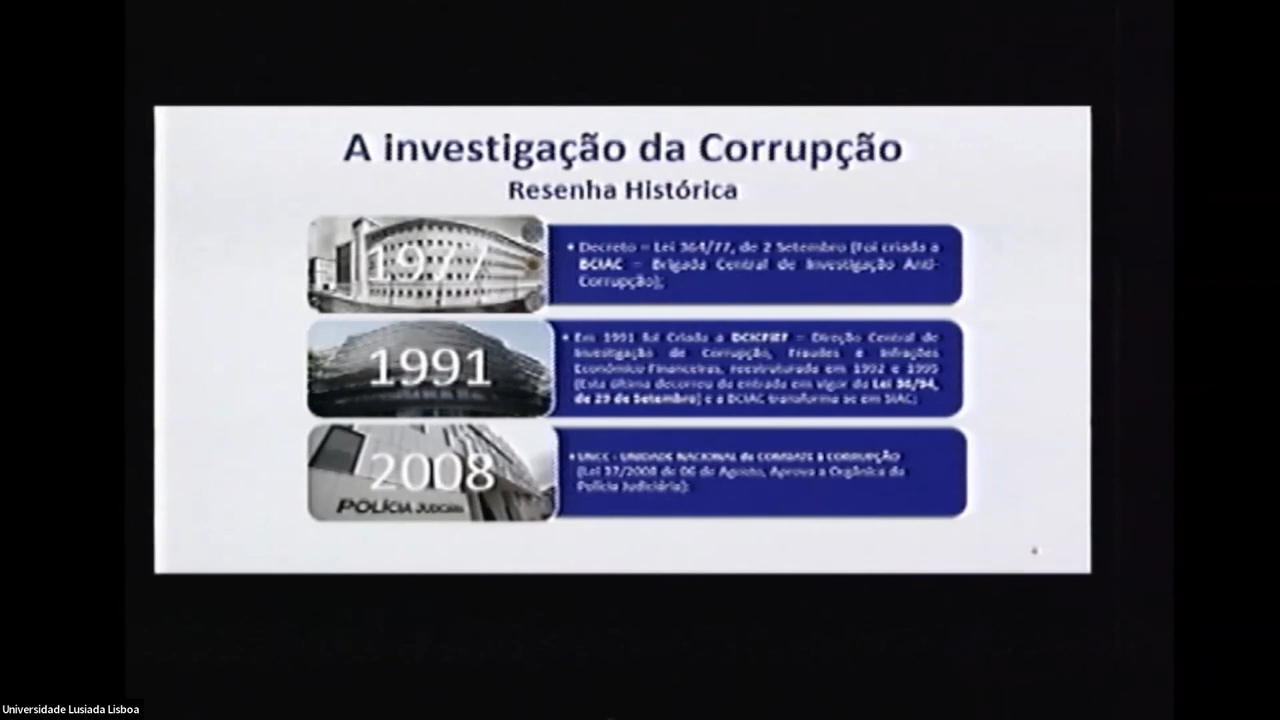 A investigação da Corrupção
Resenha Histórica
1977
• Decreto – Lei 364/77, de 2 Setembro (Foi criada a
BCIAC – Brigada Central de Investigação Anti-
Corrupção);
1991
• Em 1991 foi Criada a DCICFIEF – Direção Central de
Investigação de Corrupção, Fraudes e Infrações
Económico-Financeiras, reestruturada em 1992 e 1995
(Esta última decorreu da entrada em vigor da Lei 36/94,
de 29 de Setembro) e a BCIAC transforma se em SIAC;
2008
POLÍCIA JUDICIÁRIA
• UNCC - UNIDADE NACIONAL de COMBATE à CORRUPÇÃO
(Lei 37/2008 de 06 de Agosto, Aprova a Orgânica da
Polícia Judiciária);
4
Universidade Lusiada Lisboa